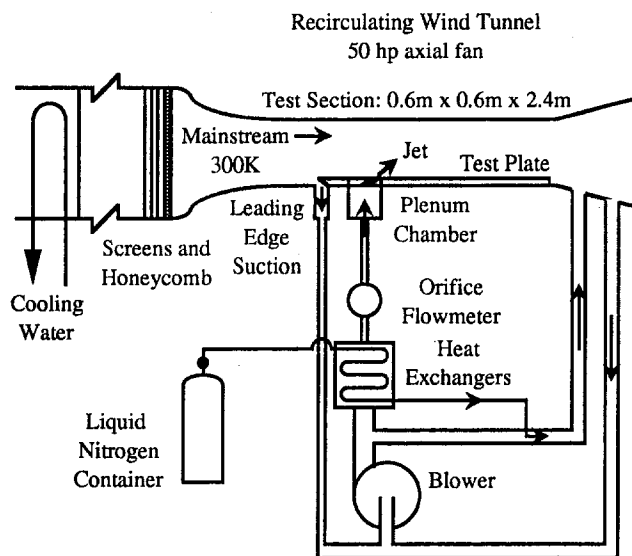 Recirculating Wind Tunnel
50 hp axial fan
Test Section: 0.6m x 0.6m x 2.4m
Mainstream
300K
Jet
Test Plate
Leading
Edge
Suction
Plenum
Chamber
Screens and
Honeycomb
Cooling
Water
Orifice
Flowmeter
Heat
Exchangers
Liquid
Nitrogen
Container
Blower